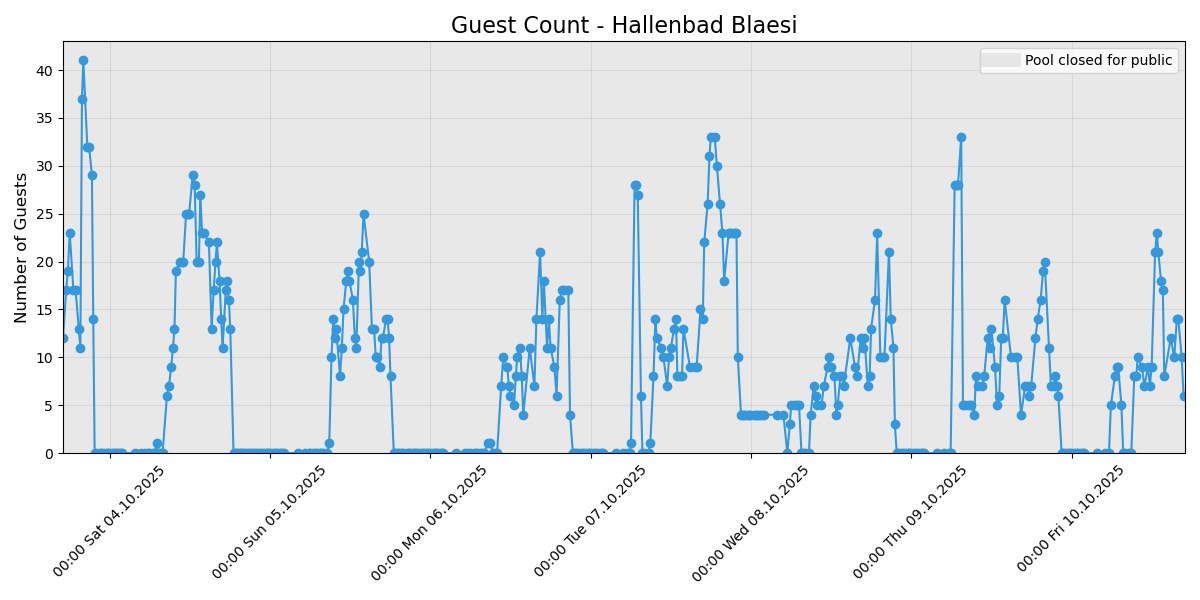 Guest Count - Hallenbad Blaesi
Pool closed for public
Number of Guests
40
35
30
25
20
15
10
5
0
00:00 Sat 04.10.2025
00:00 Sun 05.10.2025
00:00 Mon 06.10.2025
00:00 Tue 07.10.2025
00:00 Wed 08.10.2025
00:00 Thu 09.10.2025
00:00 Fri 10.10.2025